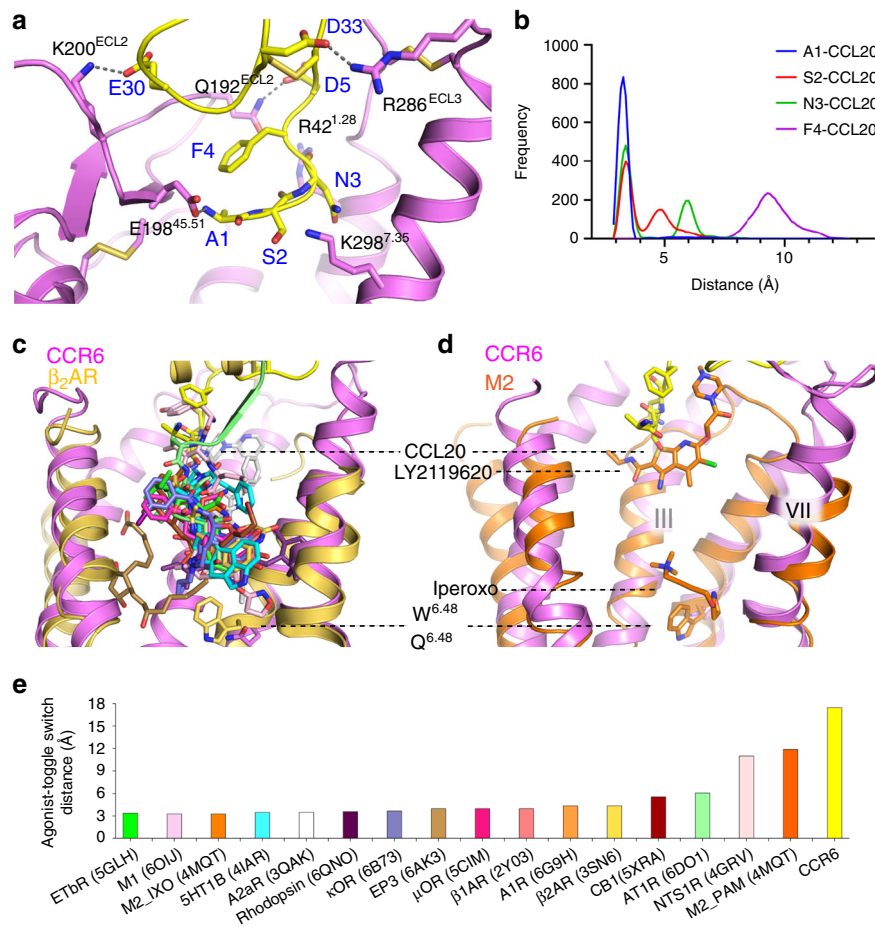 a
K200ECL2
E30
Q192ECL2
D33
D5
R286ECL3
R421.28
F4
N3
E19845.51
A1
S2
K2987.35
b
Frequency
1000
800
600
400
200
0
5
10
Distance (Å)
A1-CCL20
S2-CCL20
N3-CCL20
F4-CCL20
c
CCR6
β2AR
d
CCR6
M2
CCL20
LY2119620
III
VII
Iperoxo
W6.48
Q6.48
e
Agonist-toggle switch
distance (Å)
18
15
12
9
6
3
0
ETbR (5GLH)
M1 (6OIJ)
M2_IXO (4MQT)
5HT1B (4IAR)
A2aR (3QAK)
Rhodopsin (6QNO)
κOR (6B73)
EP3 (6AK3)
μOR (5CIM)
β1AR (2Y03)
A1R (6G9H)
β2AR (3SN6)
CB1(5XRA)
AT1R (6DO1)
NTS1R (4GRV)
M2_PAM (4MQT)
CCR6